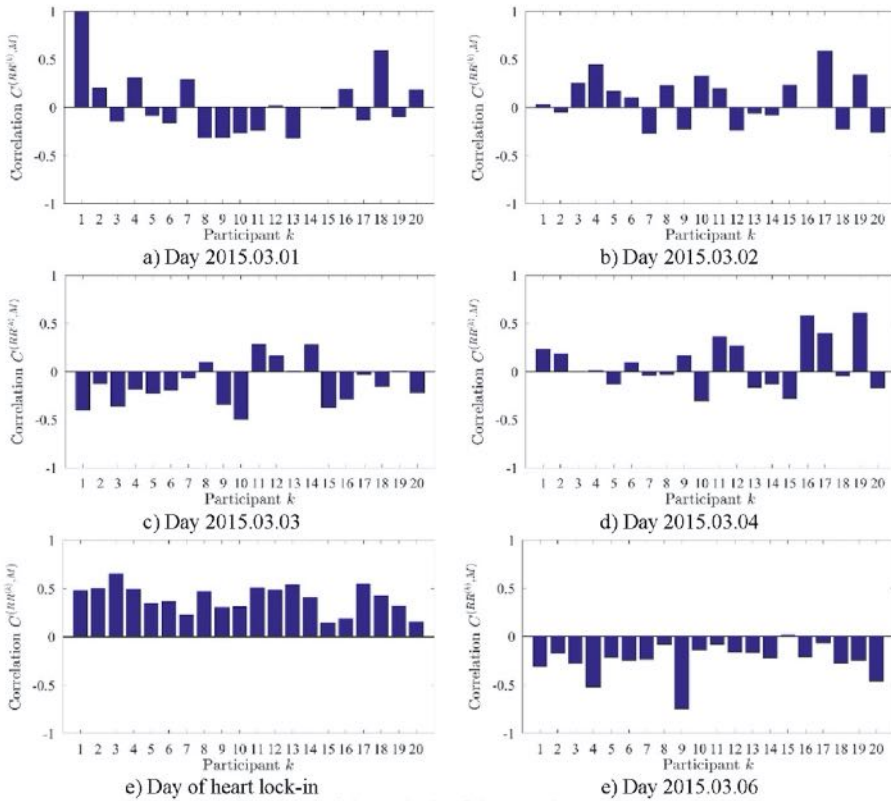 1
0.5
0
-0.5
-1
Correlation C^(RR^(k),M)
1 2 3 4 5 6 7 8 9 10 11 12 13 14 15 16 17 18 19 20
Participant k
a) Day 2015.03.01
1
0.5
0
-0.5
-1
Correlation C^(RR^(k),M)
1 2 3 4 5 6 7 8 9 10 11 12 13 14 15 16 17 18 19 20
Participant k
b) Day 2015.03.02
1
0.5
0
-0.5
-1
Correlation C^(RR^(k),M)
1 2 3 4 5 6 7 8 9 10 11 12 13 14 15 16 17 18 19 20
Participant k
c) Day 2015.03.03
1
0.5
0
-0.5
-1
Correlation C^(RR^(k),M)
1 2 3 4 5 6 7 8 9 10 11 12 13 14 15 16 17 18 19 20
Participant k
d) Day 2015.03.04
1
0.5
0
-0.5
-1
Correlation C^(RR^(k),M)
1 2 3 4 5 6 7 8 9 10 11 12 13 14 15 16 17 18 19 20
Participant k
e) Day of heart lock-in
1
0.5
0
-0.5
-1
Correlation C^(RR^(k),M)
1 2 3 4 5 6 7 8 9 10 11 12 13 14 15 16 17 18 19 20
Participant k
e) Day 2015.03.06